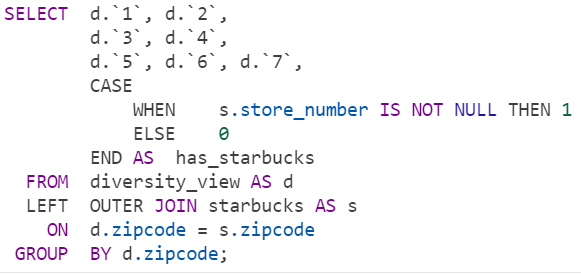 SELECT d.`1`, d.`2`,
d.`3`, d.`4`,
d.`5`, d.`6`, d.`7`,
CASE
WHEN s.store_number IS NOT NULL THEN 1
ELSE 0
END AS has_starbucks
FROM diversity_view AS d
LEFT OUTER JOIN starbucks AS s
ON d.zipcode = s.zipcode
GROUP BY d.zipcode;